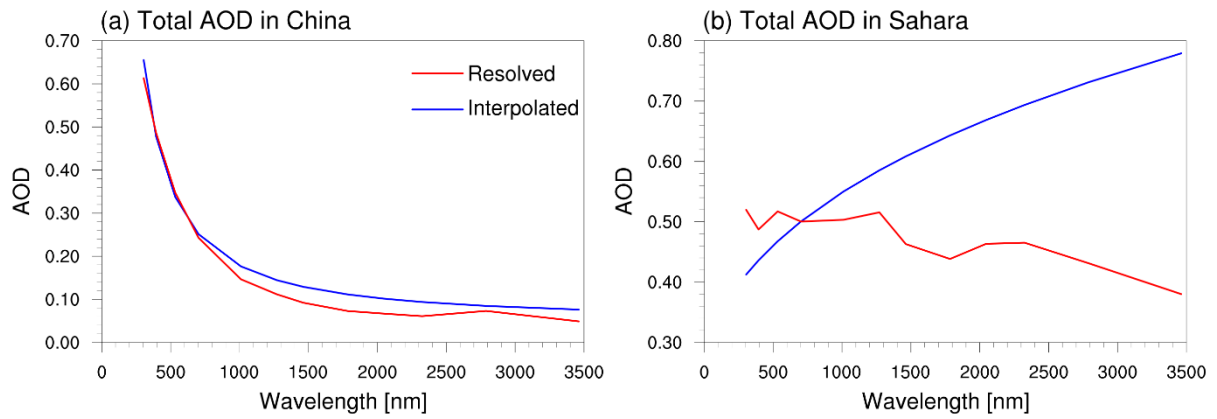 (a) Total AOD in China
0.70
0.60
0.50
0.40
0.30
0.20
0.10
0.00
AOD
0 500 1000 1500 2000 2500 3000 3500
Wavelength [nm]
Resolved
Interpolated
(b) Total AOD in Sahara
0.80
0.70
0.60
0.50
0.40
0.30
AOD
0 500 1000 1500 2000 2500 3000 3500
Wavelength [nm]